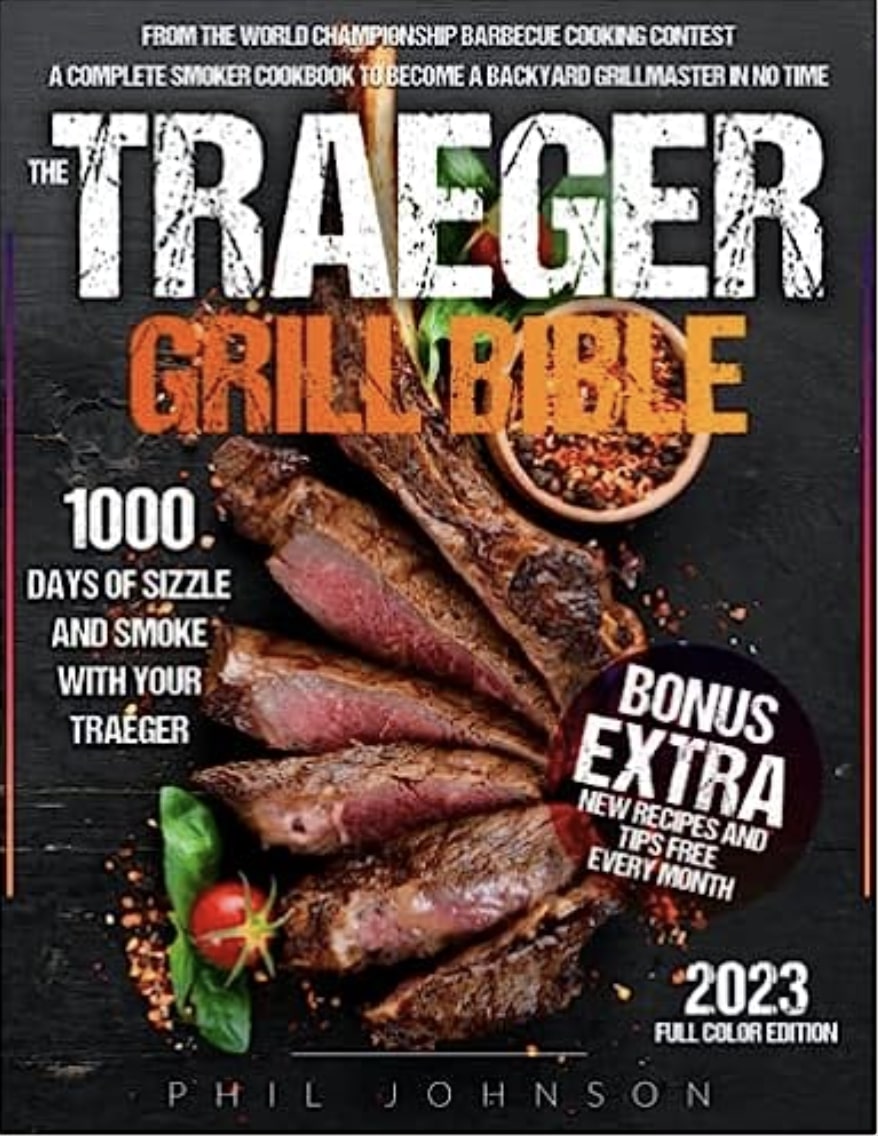 FROM THE WORLD CHAMPIONSHIP BARBECUE COOKING CONTEST
A COMPLETE SMOKER COOKBOOK TO BECOME A BACKYARD GRILLMASTER IN NO TIME
THE TRAEGER
GRILL BIBLE
1000
DAYS OF SIZZLE
AND SMOKE
WITH YOUR
TRAEGER
BONUS
EXTRA
NEW RECIPES AND
TIPS FREE
EVERY MONTH
2023
FULL COLOR EDITION
PHIL JOHNSON